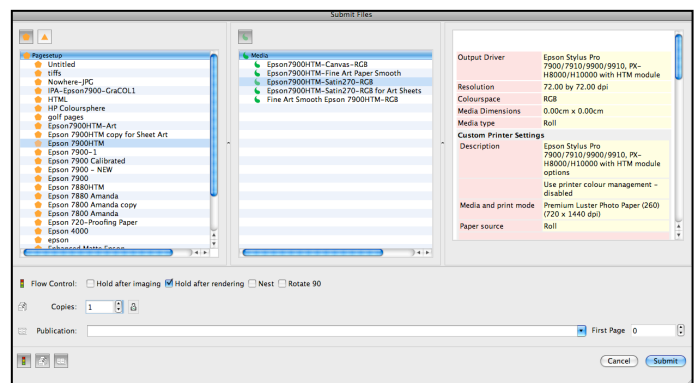 Submit Files
Pagesetup
Untitled
tiffs
Nowhere-JPG
IPA-Epson7900-GraCOL1
HTML
HP Coloursphere
golf pages
Epson7900HTM-Art
Epson 7900HTM copy for Sheet Art
Epson 7900HTM
Epson 7900-1
Epson 7900 Calibrated
Epson 7900 - NEW
Epson 7900
Epson 7880HTM
Epson 7880 Amanda
Epson 7800 Amanda copy
Epson 7800 Amanda
Epson 720-Proofing Paper
Epson 4000
epson
Enhanced Matte Epson
Media
Epson7900HTM-Canvas-RGB
Epson7900HTM-Fine Art Paper Smooth
Epson7900HTM-Satin270-RGB
Epson7900HTM-Satin270-RGB for Art Sheets
Fine Art Smooth Epson 7900HTM-RGB
Output Driver Epson Stylus Pro
7900/7910/9900/9910, PX-
H8000/H10000 with HTM module
Resolution 72.00 by 72.00 dpi
Colourspace RGB
Media Dimensions 0.00cm x 0.00cm
Media type Roll
Custom Printer Settings
Description Epson Stylus Pro
7900/7910/9900/9910, PX-
H8000/H10000 with HTM module
options
Use printer colour management -
disabled
Media and print mode Premium Luster Photo Paper (260)
(720 x 1440 dpi)
Paper source Roll
Flow Control: Hold after imaging Hold after rendering Nest Rotate 90
Copies: 1
Publication: First Page 0
Cancel Submit